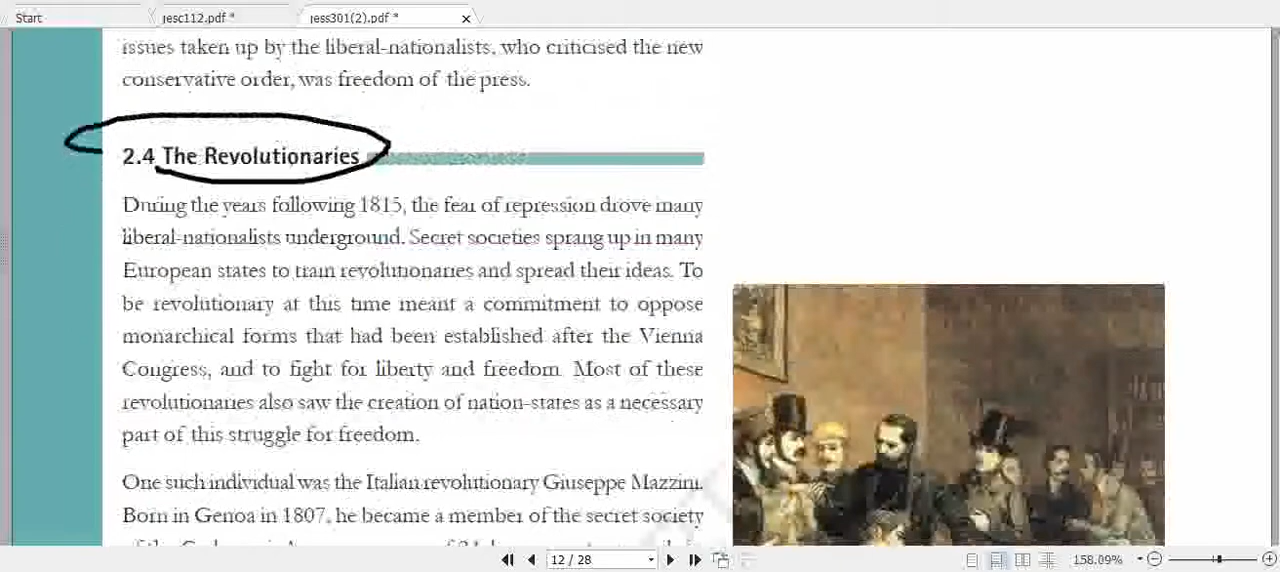 Start
jesc112.pdf *
jess301(2).pdf *
issues taken up by the liberal-nationalists, who criticised the new
conservative order, was freedom of the press.
2.4 The Revolutionaries
During the years following 1815, the fear of repression drove many
liberal-nationalists underground. Secret societies sprang up in many
European states to train revolutionaries and spread their ideas. To
be revolutionary at this time meant a commitment to oppose
monarchical forms that had been established after the Vienna
Congress, and to fight for liberty and freedom. Most of these
revolutionaries also saw the creation of nation-states as a necessary
part of this struggle for freedom.
One such individual was the Italian revolutionary Giuseppe Mazzini.
Born in Genoa in 1807, he became a member of the secret society
12 / 28
158.09%